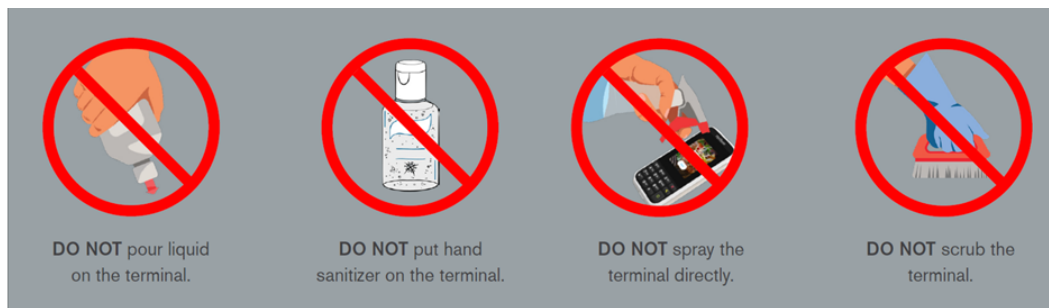 DO NOT pour liquid
on the terminal.
DO NOT put hand
sanitizer on the terminal.
DO NOT spray the
terminal directly.
DO NOT scrub the
terminal.